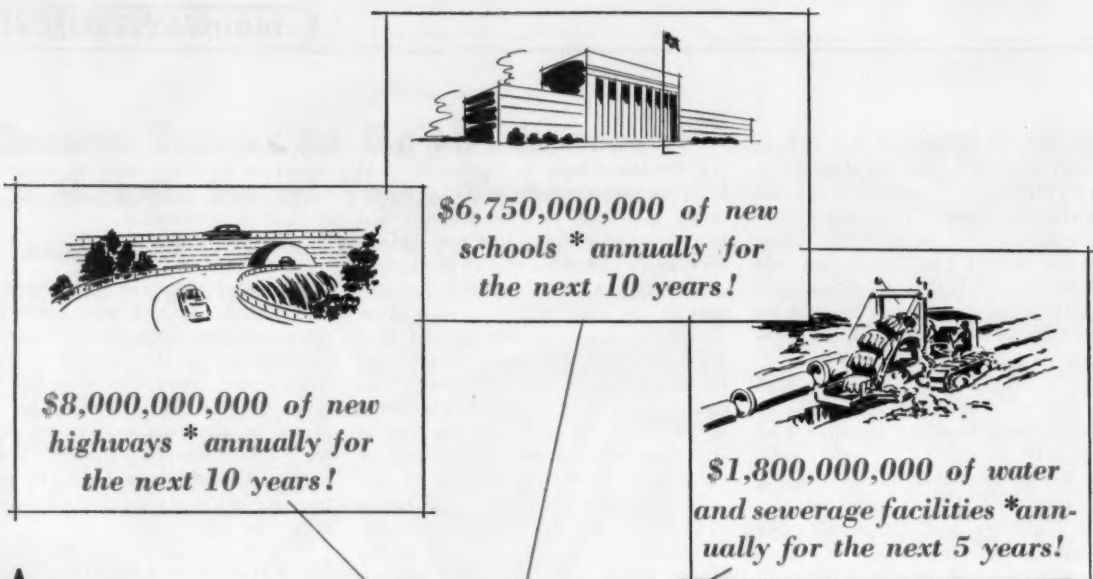 $6,750,000,000 of new
schools * annually for
the next 10 years!
$8,000,000,000 of new
highways * annually for
the next 10 years!
$1,800,000,000 of water
and sewerage facilities *ann-
ually for the next 5 years!